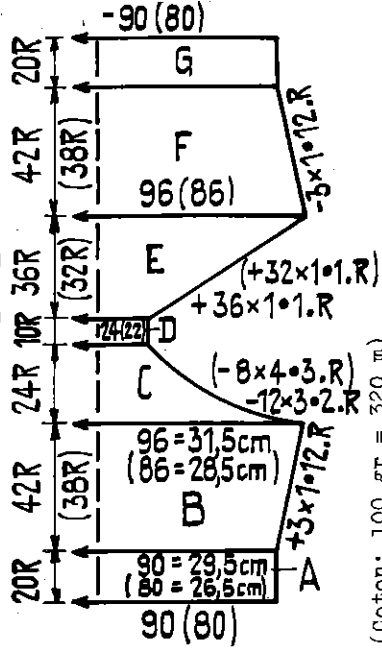 -90(80)
20R
G
42R
(38R)
F
-3×1•12.R
96(86)
36R
(32R)
E
(+32×1•1.R)
+36×1•1.R
10R
124(22)
D
24R
C
(-8×4•3.R)
-12×3•2.R
96=31,5cm
(86=28,5cm)
42R
(38R)
B
+3×1•12.R
20R
90=29,5cm
(80=26,5cm)
A
90(80)
100 gr = 320 m)